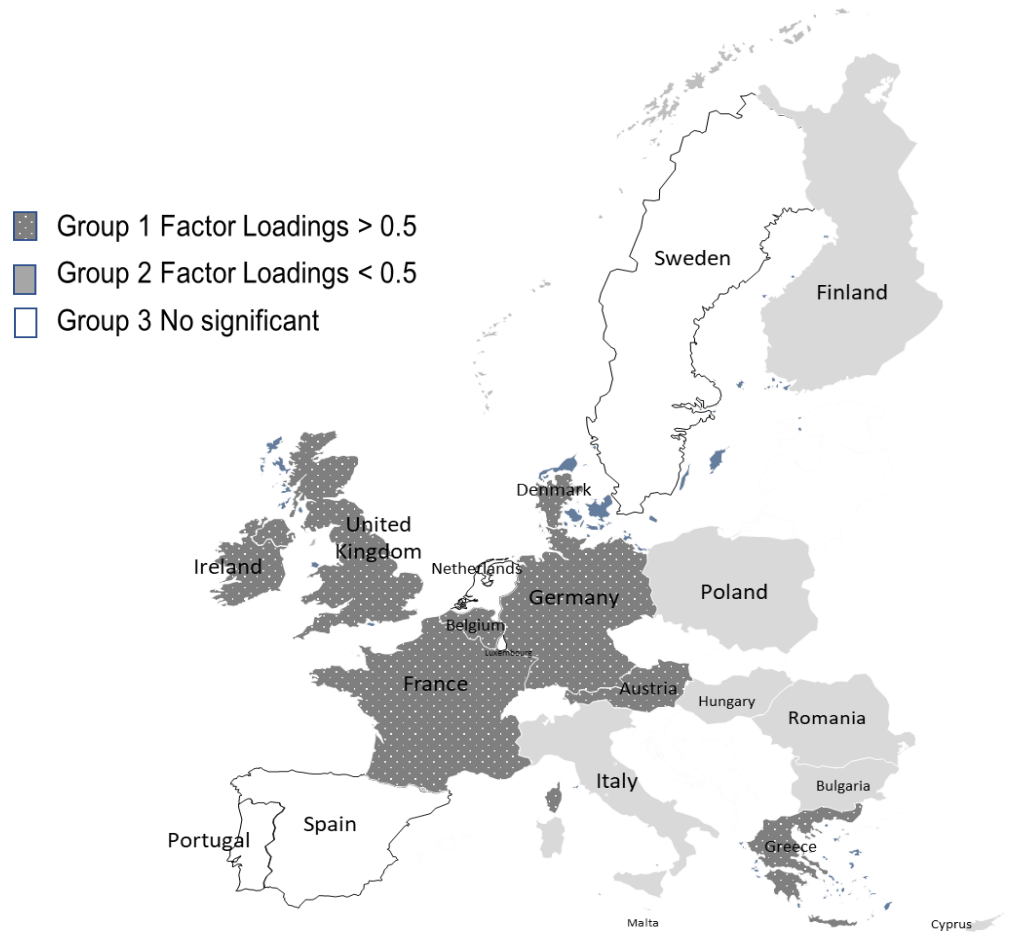 Group 1 Factor Loadings > 0.5
Group 2 Factor Loadings < 0.5
Group 3 No significant
Sweden
Finland
Denmark
United
Kingdom
Ireland
Netherlands
Germany
Poland
Belgium
Luxembourg
France
Austria
Hungary
Romania
Italy
Bulgaria
Spain
Portugal
Greece
Malta
Cyprus